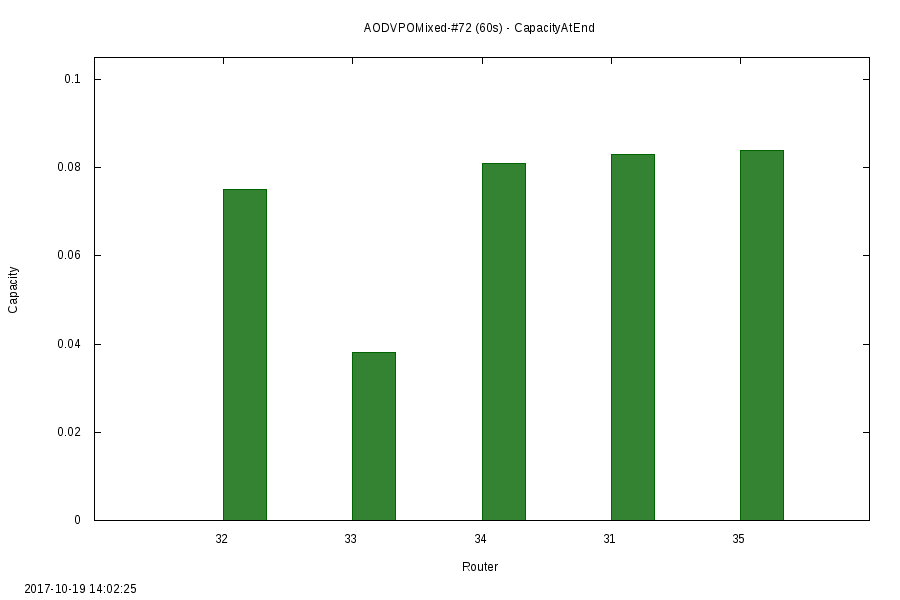 AODVPOMixed-#72 (60s) - CapacityAtEnd
0.1
0.08
0.06
0.04
0.02
0
Capacity
32 33 34 31 35
Router
2017-10-19 14:02:25